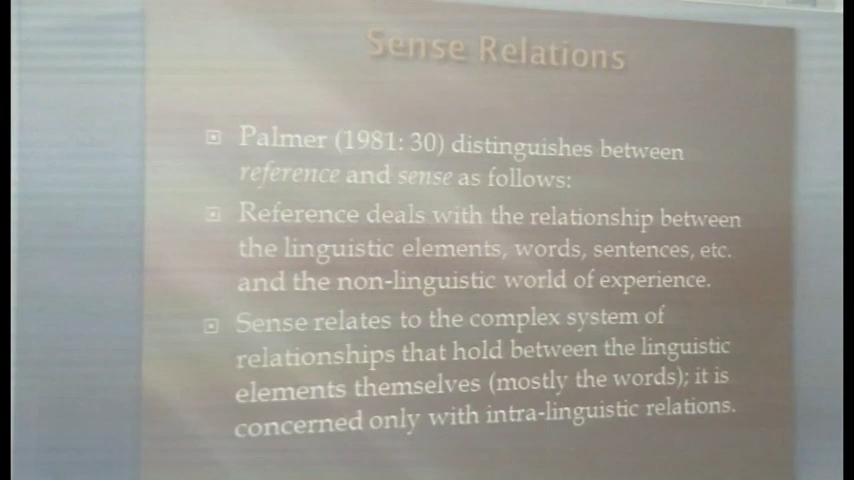 Sense Relations
Palmer (1981: 30) distinguishes between
reference and sense as follows:
Reference deals with the relationship between
the linguistic elements, words, sentences, etc.
and the non-linguistic world of experience.
Sense relates to the complex system of
relationships that hold between the linguistic
elements themselves (mostly the words); it is
concerned only with intra-linguistic relations.